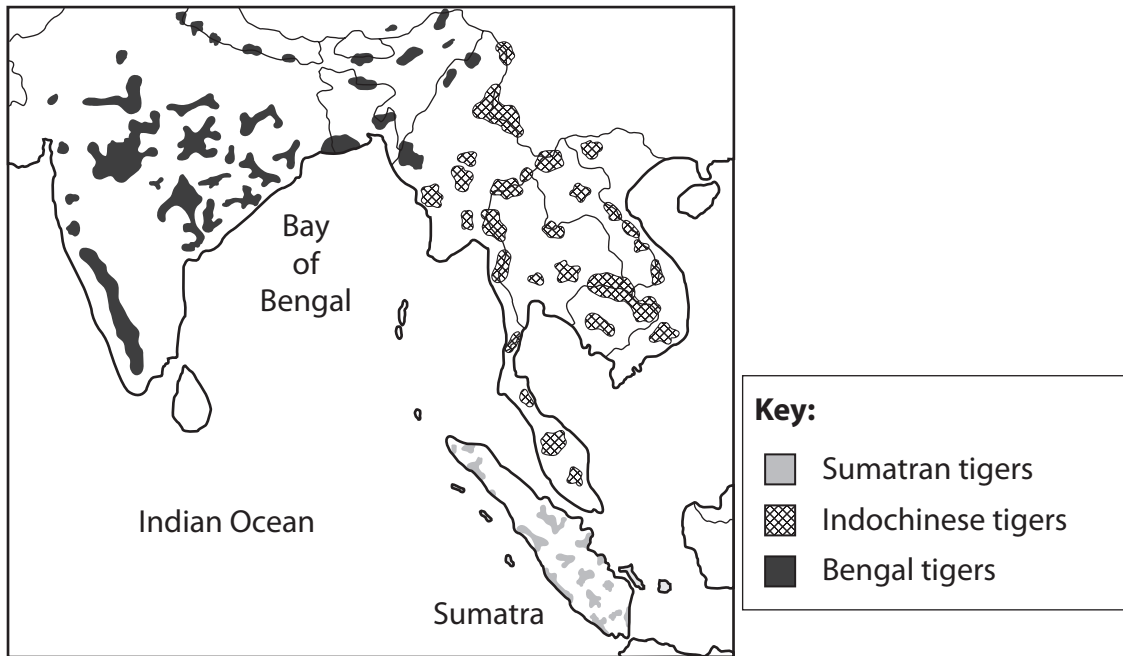 Bay
of
Bengal
Indian Ocean
Sumatra
Key:
Sumatran tigers
Indochinese tigers
Bengal tigers